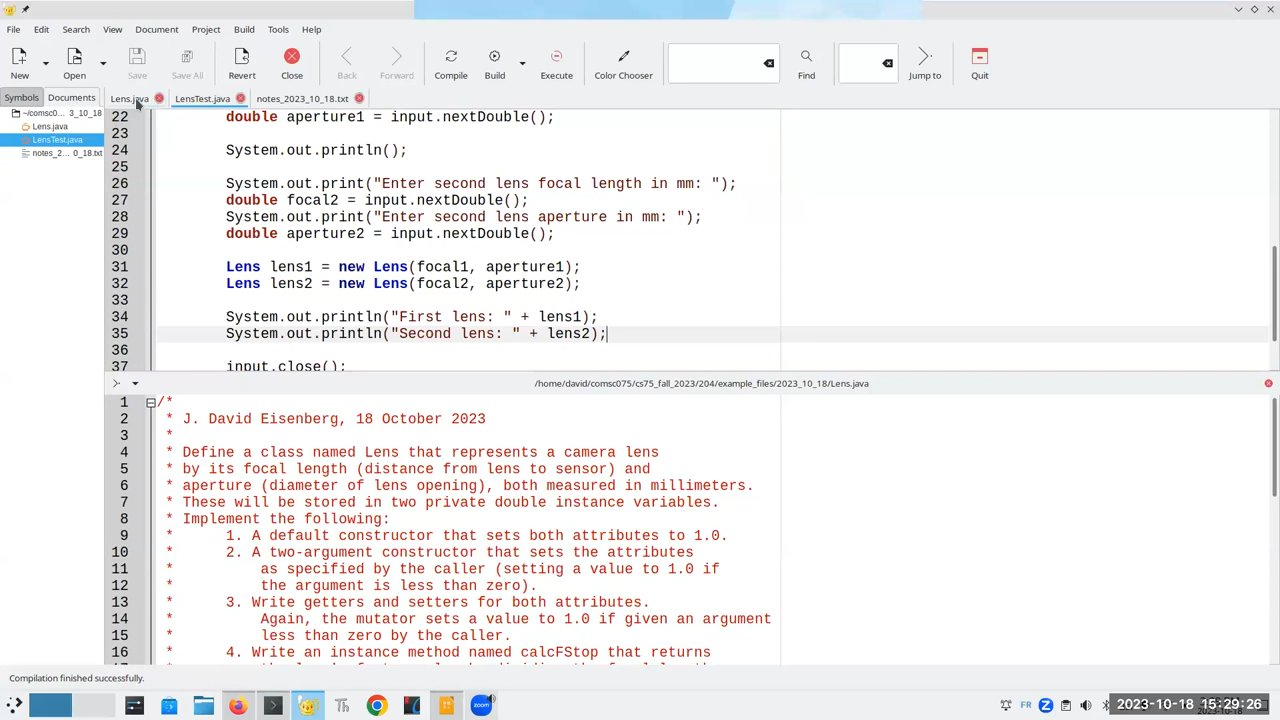 File Edit Search View Document Project Build Tools Help
New Open Save Save All Revert Close Back Forward Compile Build Execute Color Chooser Find Jump to Quit
Symbols Documents Lens.java LensTest.java notes_2023_10_18.txt
~/comsc0... 3_10_18
Lens.java
LensTest.java
notes_2... 0_18.txt
22 double aperture1 = input.nextDouble();
23
24 System.out.println();
25
26 System.out.print("Enter second lens focal length in mm: ");
27 double focal2 = input.nextDouble();
28 System.out.print("Enter second lens aperture in mm: ");
29 double aperture2 = input.nextDouble();
30
31 Lens lens1 = new Lens(focal1, aperture1);
32 Lens lens2 = new Lens(focal2, aperture2);
33
34 System.out.println("First lens: " + lens1);
35 System.out.println("Second lens: " + lens2);
36
37 input.close();
/home/david/comsc075/cs75_fall_2023/204/example_files/2023_10_18/Lens.java
1 /*
2 * J. David Eisenberg, 18 October 2023
3 *
4 * Define a class named Lens that represents a camera lens
5 * by its focal length (distance from lens to sensor) and
6 * aperture (diameter of lens opening), both measured in millimeters.
7 * These will be stored in two private double instance variables.
8 * Implement the following:
9 * 1. A default constructor that sets both attributes to 1.0.
10 * 2. A two-argument constructor that sets the attributes
11 * as specified by the caller (setting a value to 1.0 if
12 * the argument is less than zero).
13 * 3. Write getters and setters for both attributes.
14 * Again, the mutator sets a value to 1.0 if given an argument
15 * less than zero by the caller.
16 * 4. Write an instance method named calcFStop that returns
Compilation finished successfully.
Th zoom FR Z 2023-10-18 15:29:26